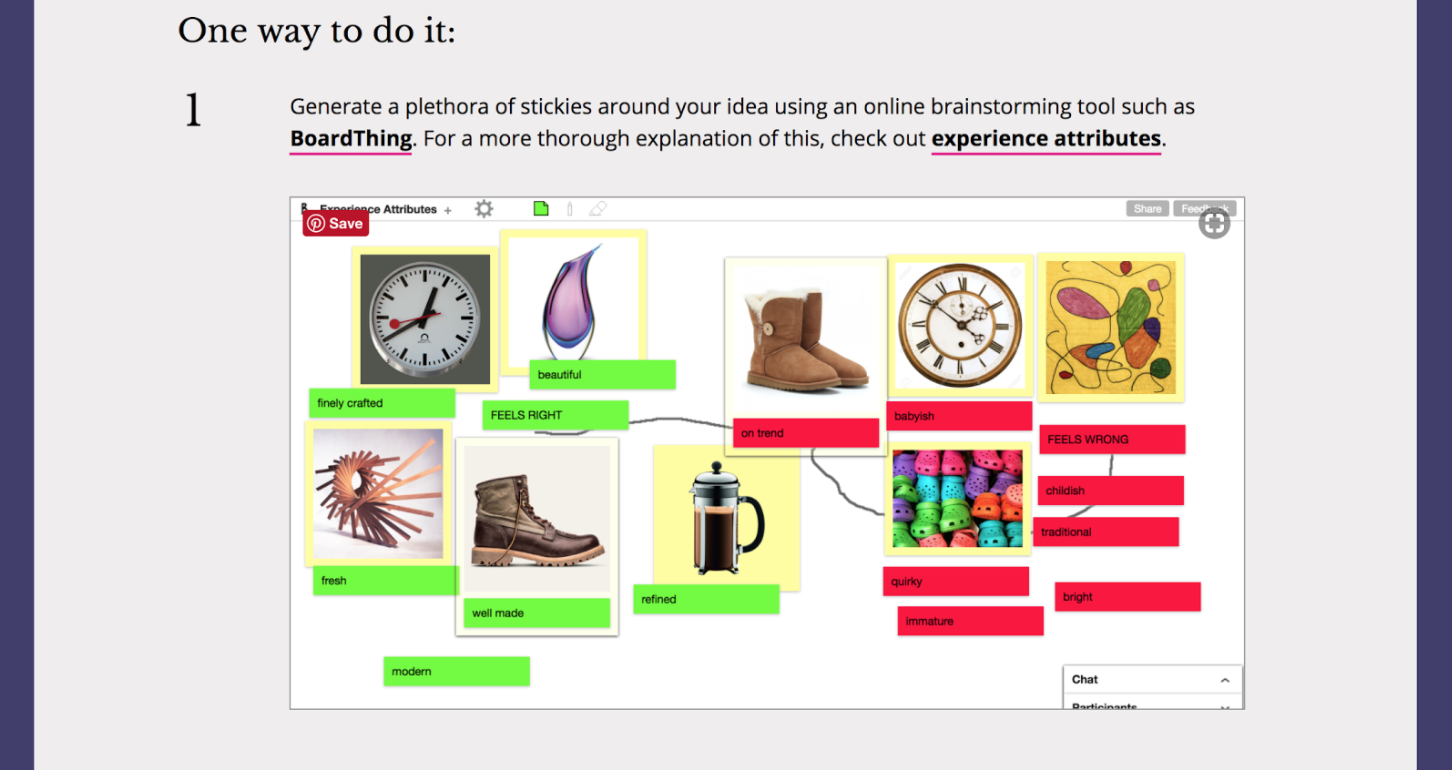 One way to do it:
1
Generate a plethora of stickies around your idea using an online brainstorming tool such as
BoardThing. For a more thorough explanation of this, check out experience attributes.
Experience Attributes +
Share
Feedback
Save
beautiful
finely crafted
FEELS RIGHT
on trend
babyish
FEELS WRONG
childish
traditional
fresh
well made
refined
quirky
bright
immature
modern
Chat
Participants